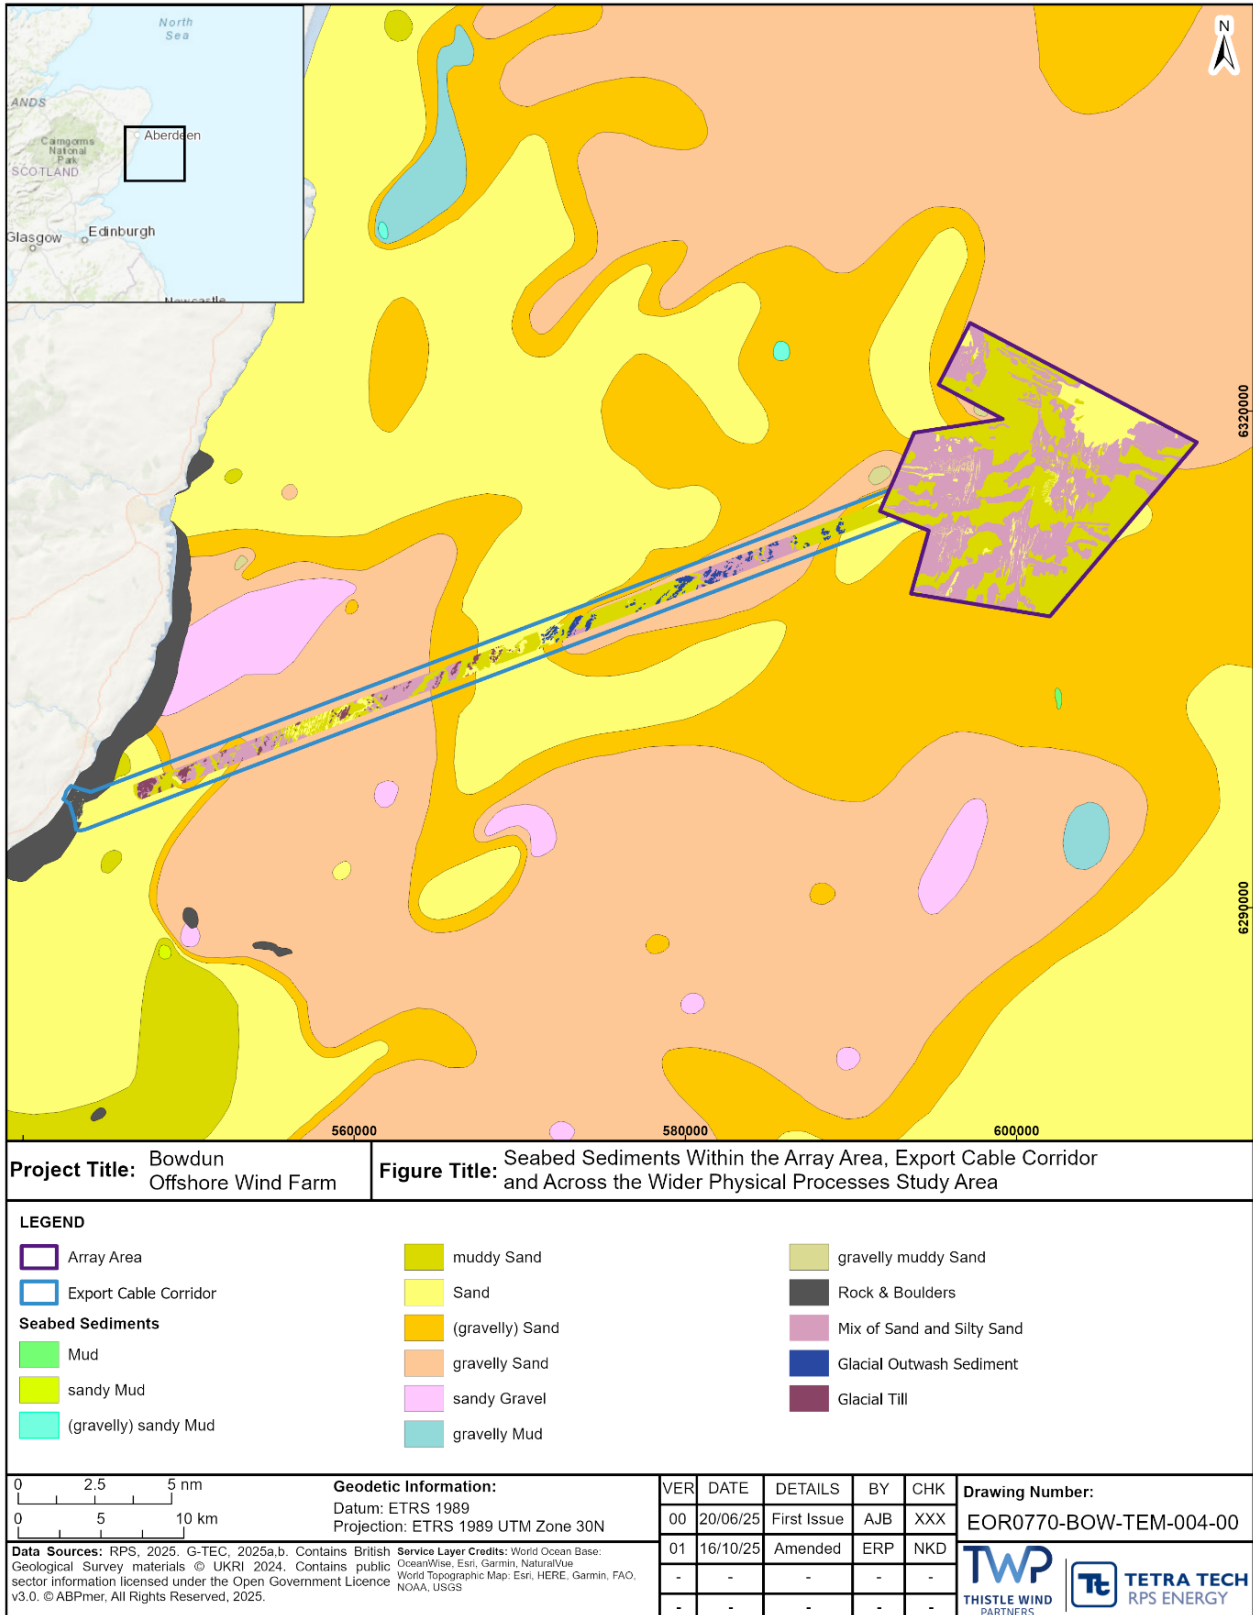 North
Sea
ANDS
Aberdeen
Cairngorms
National
Park
SCOTLAND
Glasgow
Edinburgh
Newcastle
N
6320000
6290000
560000
580000
600000
Project Title: Bowdun
Offshore Wind Farm
Figure Title: Seabed Sediments Within the Array Area, Export Cable Corridor
and Across the Wider Physical Processes Study Area
LEGEND
Array Area
Export Cable Corridor
Seabed Sediments
Mud
sandy Mud
(gravelly) sandy Mud
muddy Sand
Sand
(gravelly) Sand
gravelly Sand
sandy Gravel
gravelly Mud
gravelly muddy Sand
Rock & Boulders
Mix of Sand and Silty Sand
Glacial Outwash Sediment
Glacial Till
0 2.5 5 nm
0 5 10 km
Geodetic Information:
Datum: ETRS 1989
Projection: ETRS 1989 UTM Zone 30N
Data Sources: RPS, 2025. G-TEC, 2025a,b. Contains British
Geological Survey materials © UKRI 2024. Contains public
sector information licensed under the Open Government Licence
v3.0. © ABPmer, All Rights Reserved, 2025.
Service Layer Credits: World Ocean Base:
OceanWise, Esri, Garmin, NaturalVue
World Topographic Map: Esri, HERE, Garmin, FAO,
NOAA, USGS
VER DATE DETAILS BY CHK
00 20/06/25 First Issue AJB XXX
01 16/10/25 Amended ERP NKD
- - - - -
- - - - -
Drawing Number:
EOR0770-BOW-TEM-004-00
TWP
THISTLE WIND
PARTNERS
Tt
TETRA TECH
RPS ENERGY